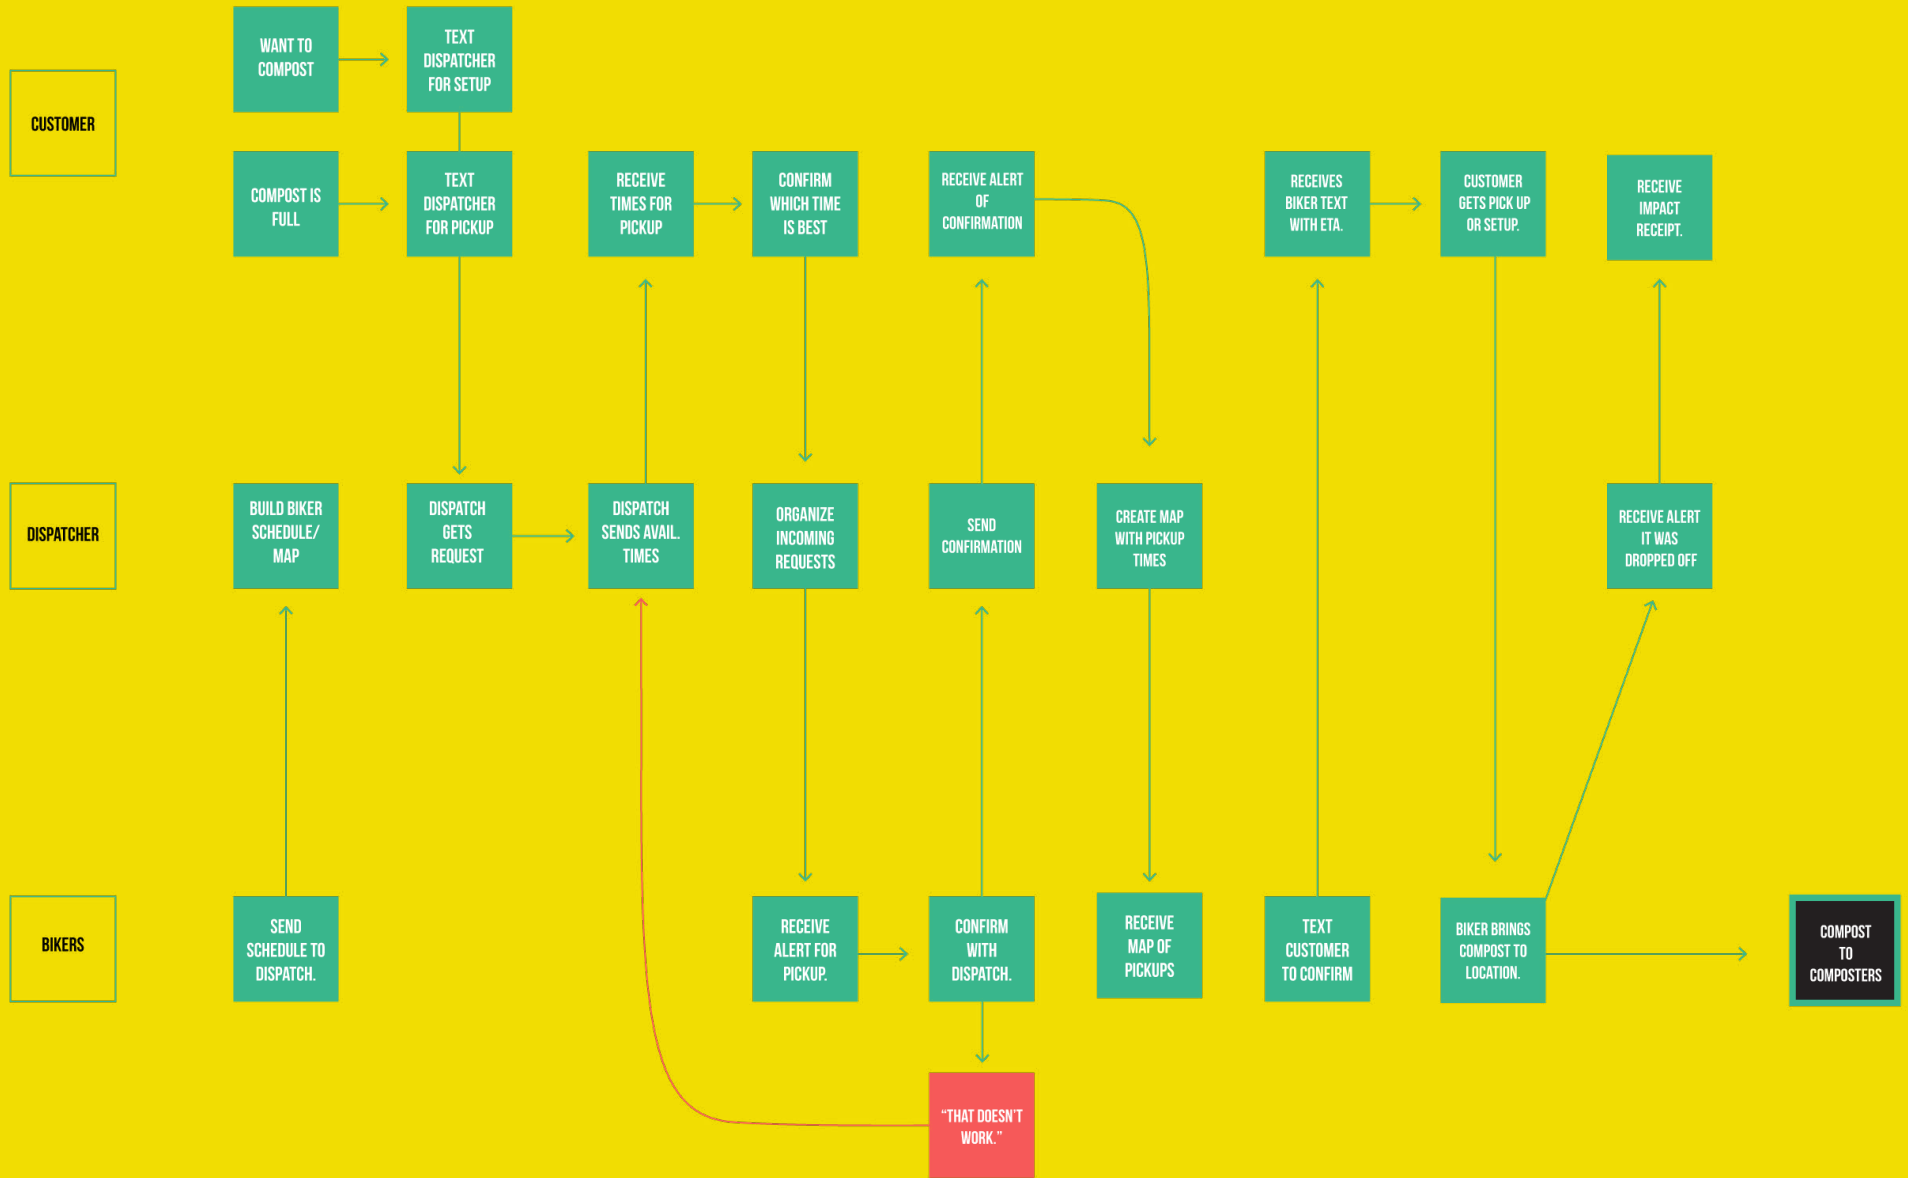 WANT TO
COMPOST
TEXT
DISPATCHER
FOR SETUP
CUSTOMER
COMPOST IS
FULL
TEXT
DISPATCHER
FOR PICKUP
RECEIVE
TIMES FOR
PICKUP
CONFIRM
WHICH TIME
IS BEST
RECEIVE ALERT
OF
CONFIRMATION
RECEIVES
BIKER TEXT
WITH ETA.
CUSTOMER
GETS PICK UP
OR SETUP.
RECEIVE
IMPACT
RECEIPT.
DISPATCHER
BUILD BIKER
SCHEDULE/
MAP
DISPATCH
GETS
REQUEST
DISPATCH
SENDS AVAIL.
TIMES
ORGANIZE
INCOMING
REQUESTS
SEND
CONFIRMATION
CREATE MAP
WITH PICKUP
TIMES
RECEIVE ALERT
IT WAS
DROPPED OFF
BIKERS
SEND
SCHEDULE TO
DISPATCH.
RECEIVE
ALERT FOR
PICKUP.
CONFIRM
WITH
DISPATCH.
RECEIVE
MAP OF
PICKUPS
TEXT
CUSTOMER
TO CONFIRM
BIKER BRINGS
COMPOST TO
LOCATION.
COMPOST
TO
COMPOSTERS
“THAT DOESN’T
WORK.”